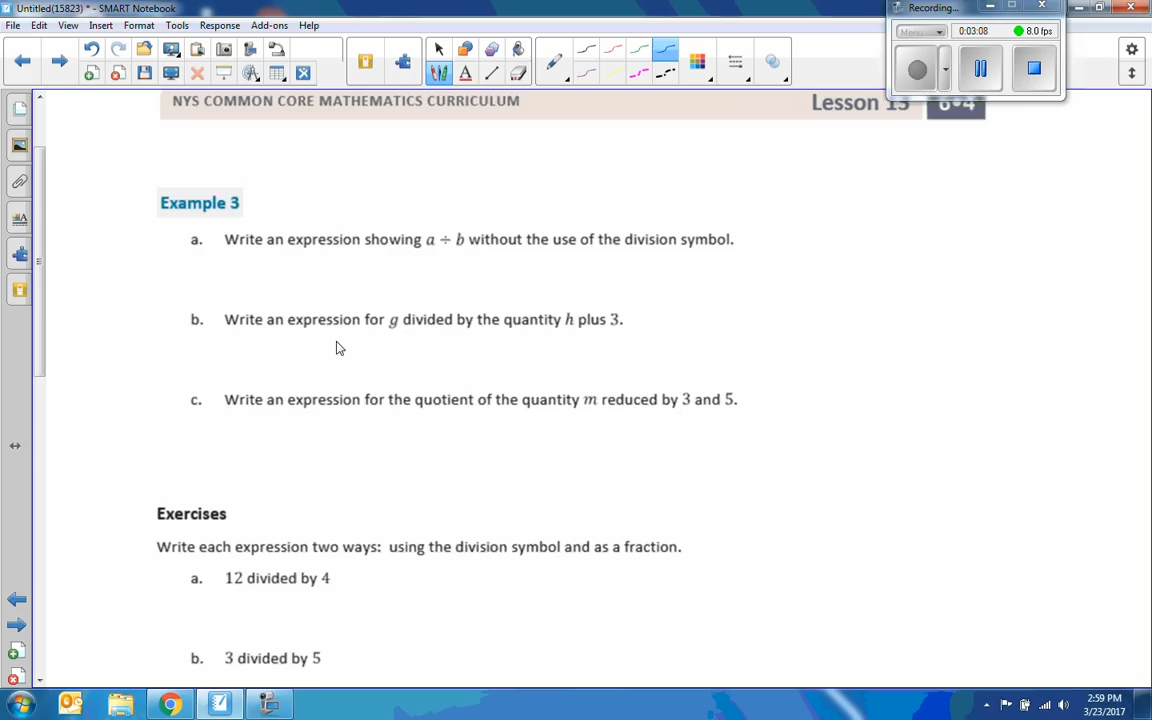 Untitled(15823) * - SMART Notebook
Recording...
File Edit View Insert Format Tools Response Add-ons Help
Menu 0:03:08 8.0 fps
NYS COMMON CORE MATHEMATICS CURRICULUM Lesson 13 6•4
Example 3
a. Write an expression showing a ÷ b without the use of the division symbol.
b. Write an expression for g divided by the quantity h plus 3.
c. Write an expression for the quotient of the quantity m reduced by 3 and 5.
Exercises
Write each expression two ways: using the division symbol and as a fraction.
a. 12 divided by 4
b. 3 divided by 5
2:59 PM
3/23/2017